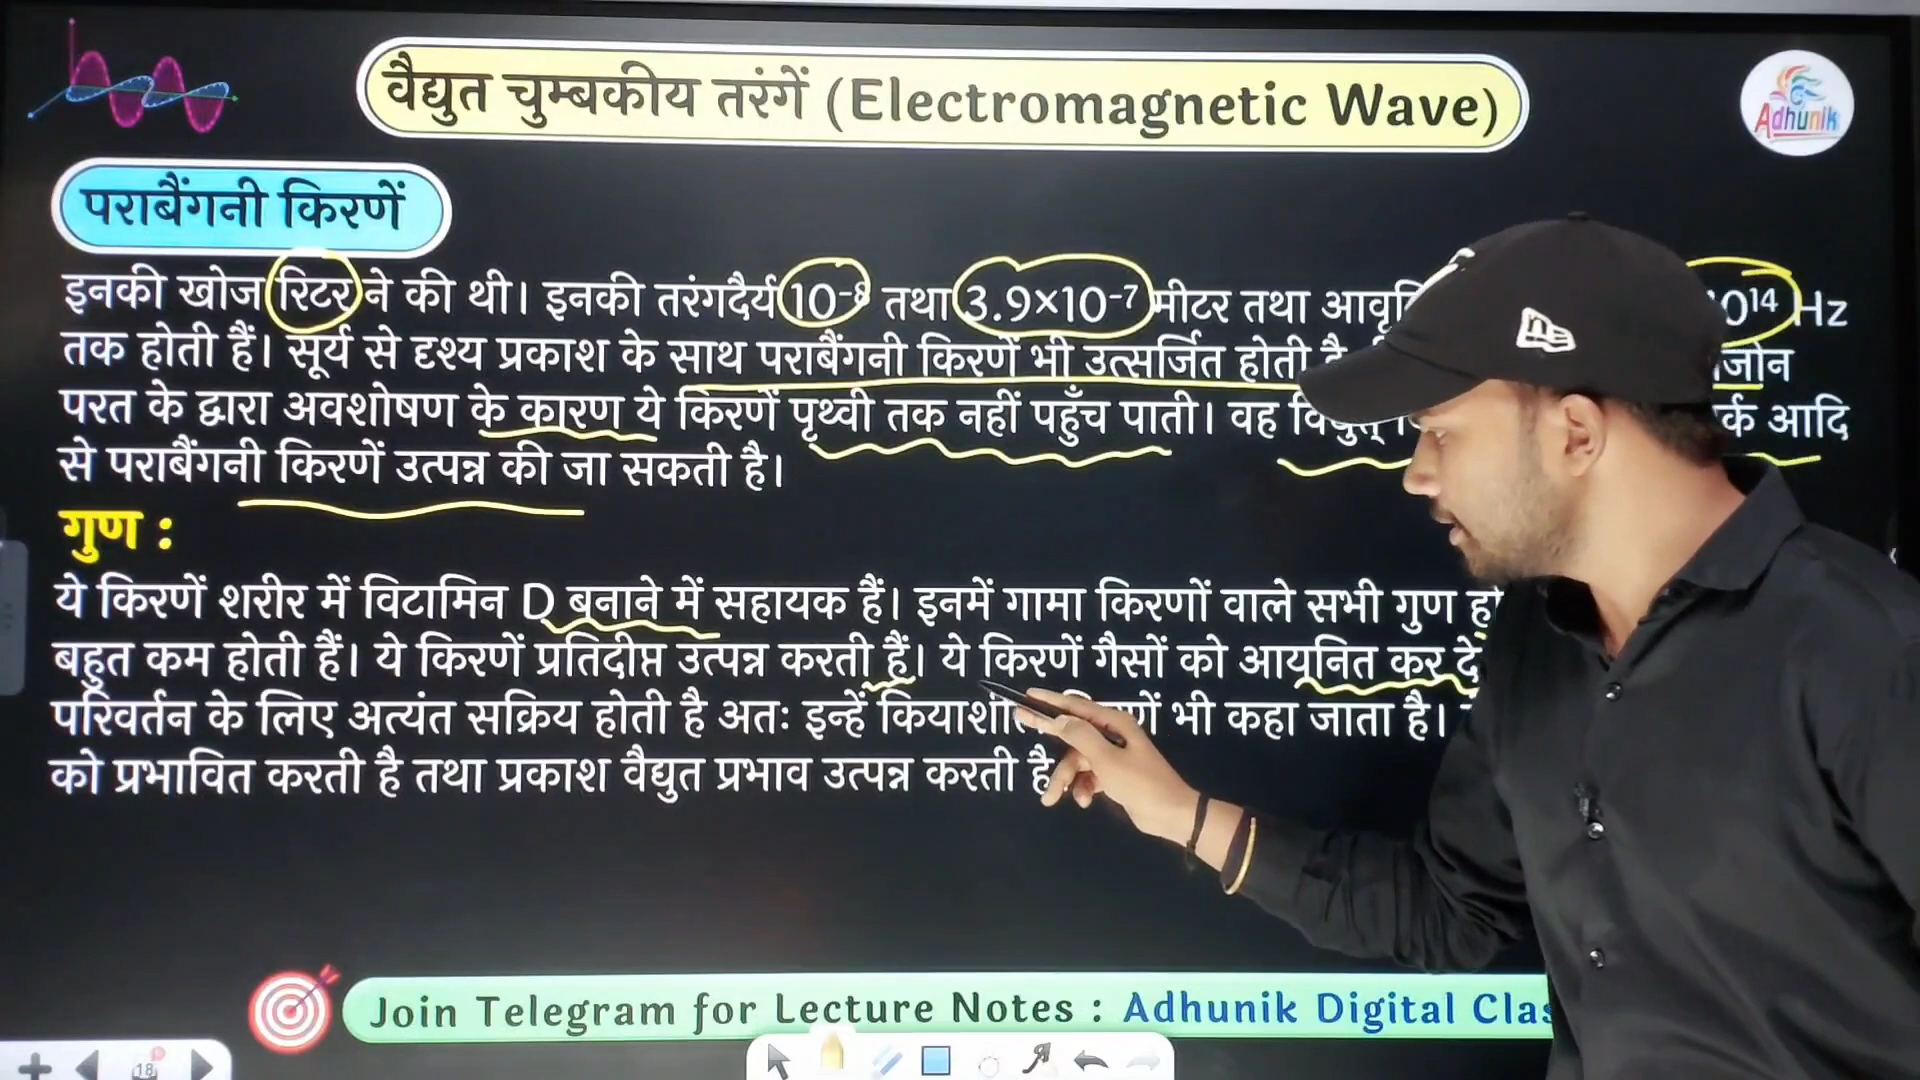 वैद्युत चुम्बकीय तरंगें (Electromagnetic Wave)
Adhunik
पराबैंगनी किरणें
इनकी खोज रिटर ने की थी। इनकी तरंगदैर्य 10⁻⁸ तथा 3.9×10⁻⁷ मीटर तथा Hz
तक होती हैं। सूर्य से दृश्य प्रकाश के साथ पराबैंगनी किरणें भी उत्सर्जित होती
परत के द्वारा अवशोषण के कारण ये किरणें पृथ्वी तक नहीं पहुँच पाती। वह आदि
से पराबैंगनी किरणें उत्पन्न की जा सकती है।
गुण :
ये किरणें शरीर में विटामिन D बनाने में सहायक हैं। इनमें गामा किरणों वाले सभी गुण
बहुत कम होती हैं। ये किरणें प्रतिदीप्त उत्पन्न करती हैं। ये किरणें गैसों को आयनित कर
परिवर्तन के लिए अत्यंत सक्रिय होती है अतः इन्हें भी कहा जाता है।
को प्रभावित करती है तथा प्रकाश वैद्युत प्रभाव उत्पन्न करती है
Join Telegram for Lecture Notes : Adhunik Digital
18